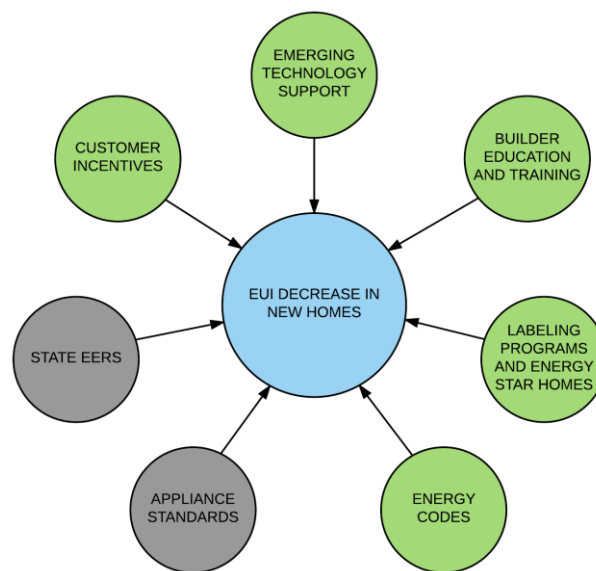 EMERGING
TECHNOLOGY
SUPPORT
CUSTOMER
INCENTIVES
BUILDER
EDUCATION
AND TRAINING
EUI DECREASE IN
NEW HOMES
STATE EERS
LABELING
PROGRAMS
AND ENERGY
STAR HOMES
APPLIANCE
STANDARDS
ENERGY
CODES